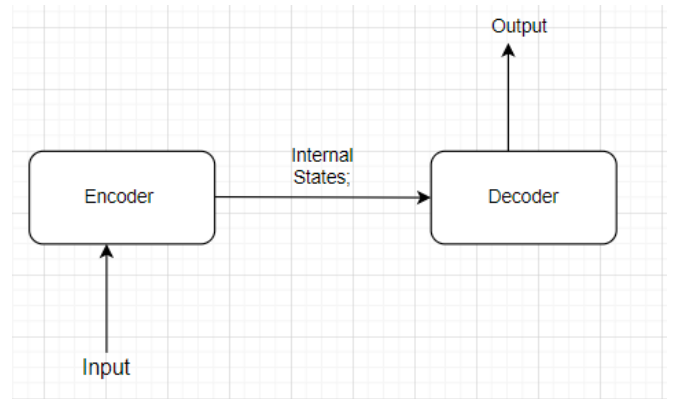 Output
Internal
States;
Encoder
Decoder
Input